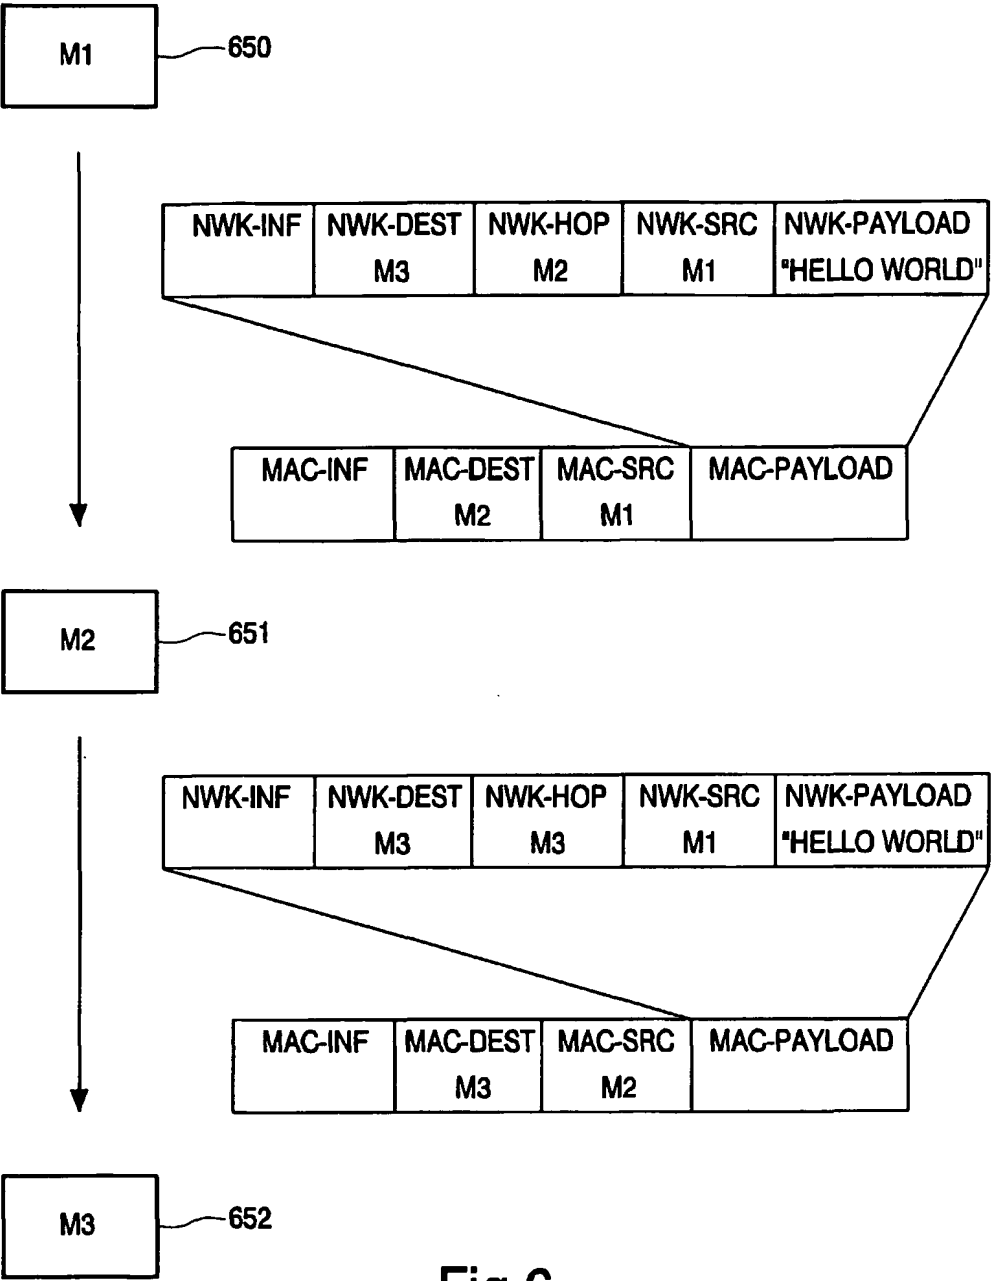 M1
650
NWK-INF NWK-DEST NWK-HOP NWK-SRC NWK-PAYLOAD
M3 M2 M1 "HELLO WORLD"
MAC-INF MAC-DEST MAC-SRC MAC-PAYLOAD
M2 M1
M2
651
NWK-INF NWK-DEST NWK-HOP NWK-SRC NWK-PAYLOAD
M3 M3 M1 "HELLO WORLD"
MAC-INF MAC-DEST MAC-SRC MAC-PAYLOAD
M3 M2
M3
652
Fig 6